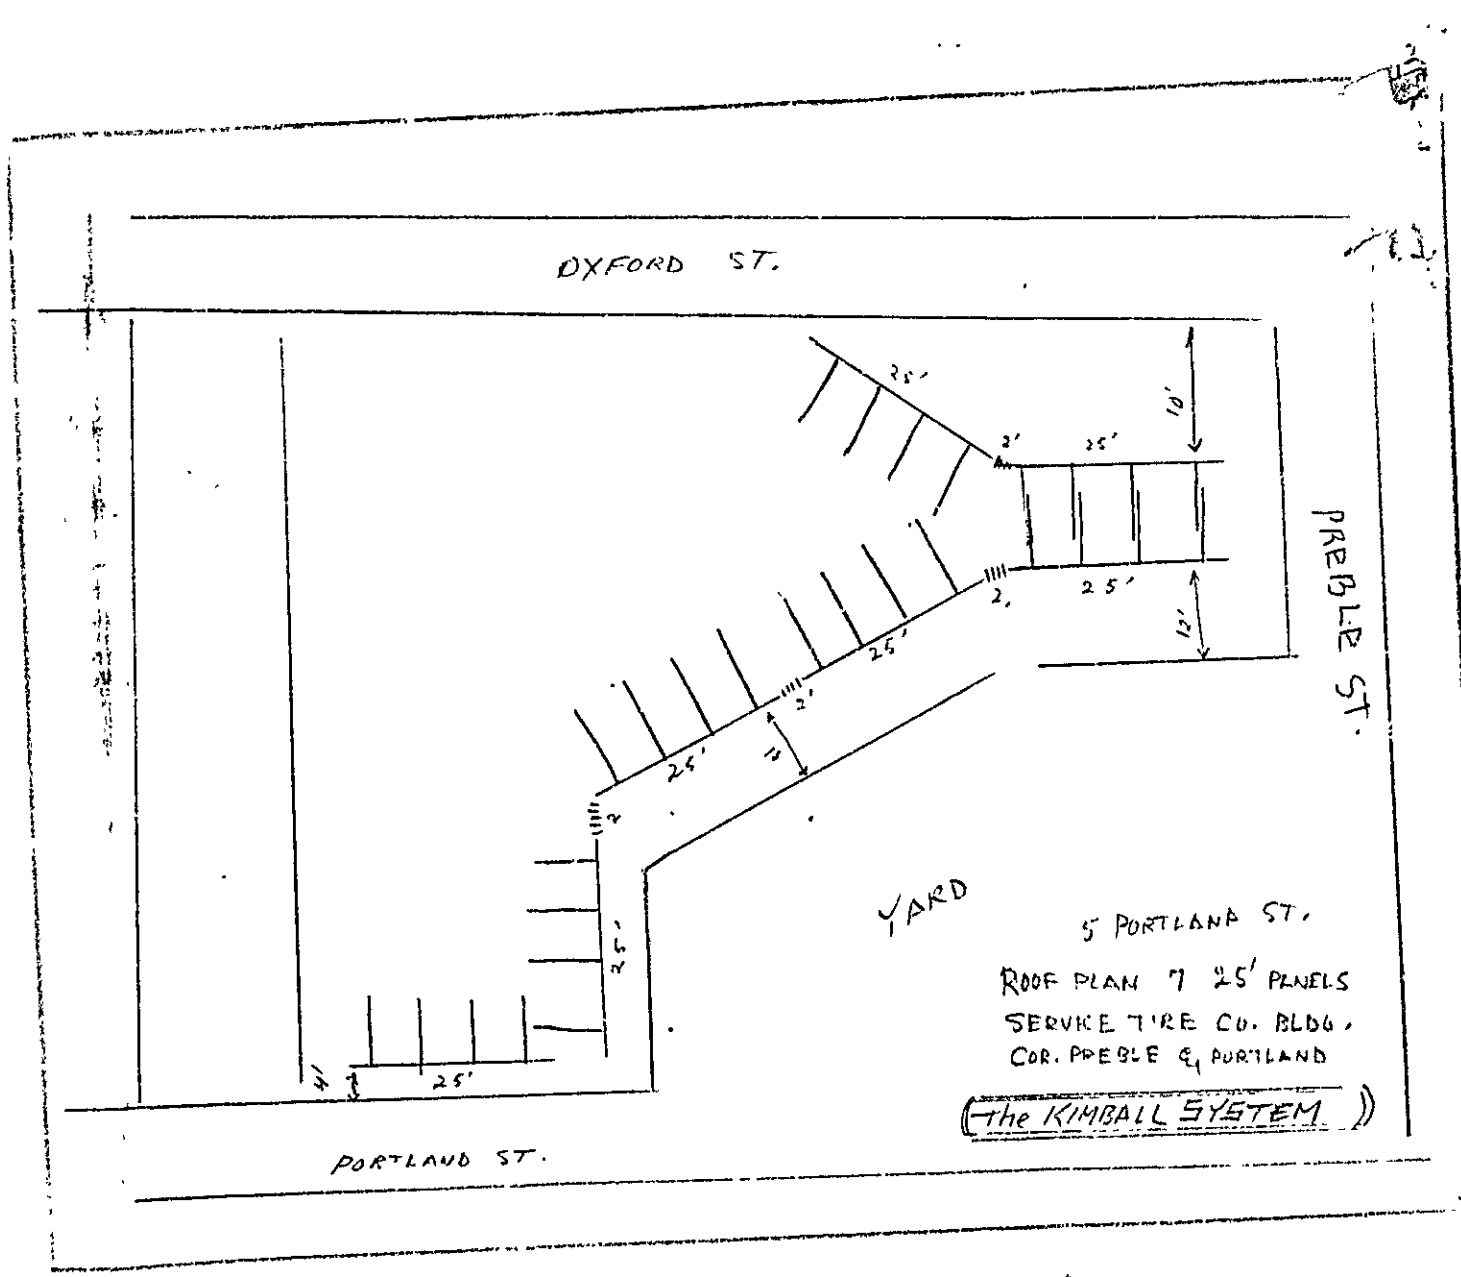 OXFORD ST.
25'
10'
2'
25'
PREBLE ST.
25'
2.
12'
25'
2'
25'
2
25'
YARD
5 PORTLAND ST.
ROOF PLAN 7 25' PANELS
SERVICE TIRE CO. BLDG.
COR. PREBLE & PORTLAND
4'
25'
The KIMBALL SYSTEM
PORTLAND ST.